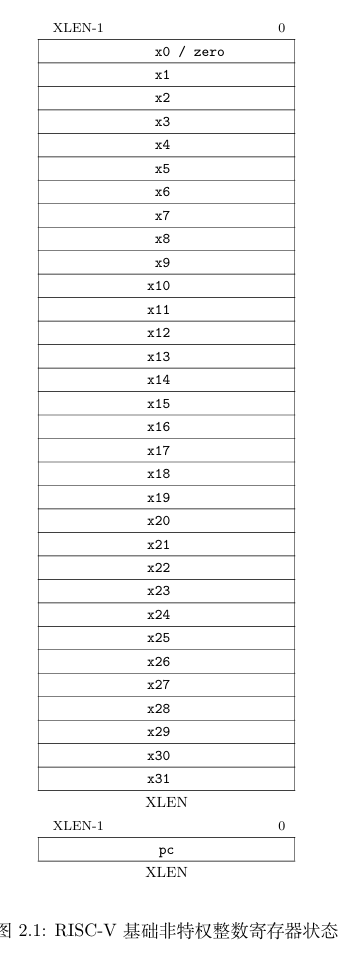 XLEN-1 0
x0 / zero
x1
x2
x3
x4
x5
x6
x7
x8
x9
x10
x11
x12
x13
x14
x15
x16
x17
x18
x19
x20
x21
x22
x23
x24
x25
x26
x27
x28
x29
x30
x31
XLEN
XLEN-1 0
pc
XLEN
图 2.1: RISC-V 基础非特权整数寄存器状态